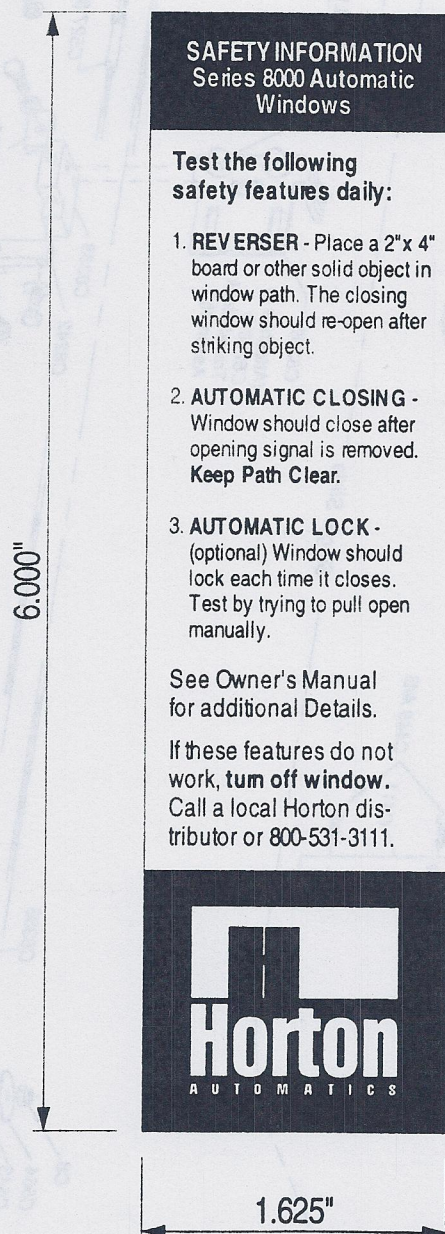 SAFETY INFORMATION
Series 8000 Automatic
Windows
Test the following
safety features daily:
1. REVERSER - Place a 2"x 4"
board or other solid object in
window path. The closing
window should re-open after
striking object.
2. AUTOMATIC CLOSING -
Window should close after
opening signal is removed.
Keep Path Clear.
3. AUTOMATIC LOCK -
(optional) Window should
lock each time it closes.
Test by trying to pull open
manually.
See Owner's Manual
for additional Details.
If these features do not
work, turn off window.
Call a local Horton dis-
tributor or 800-531-3111.
Horton
AUTOMATICS
6.000"
1.625"